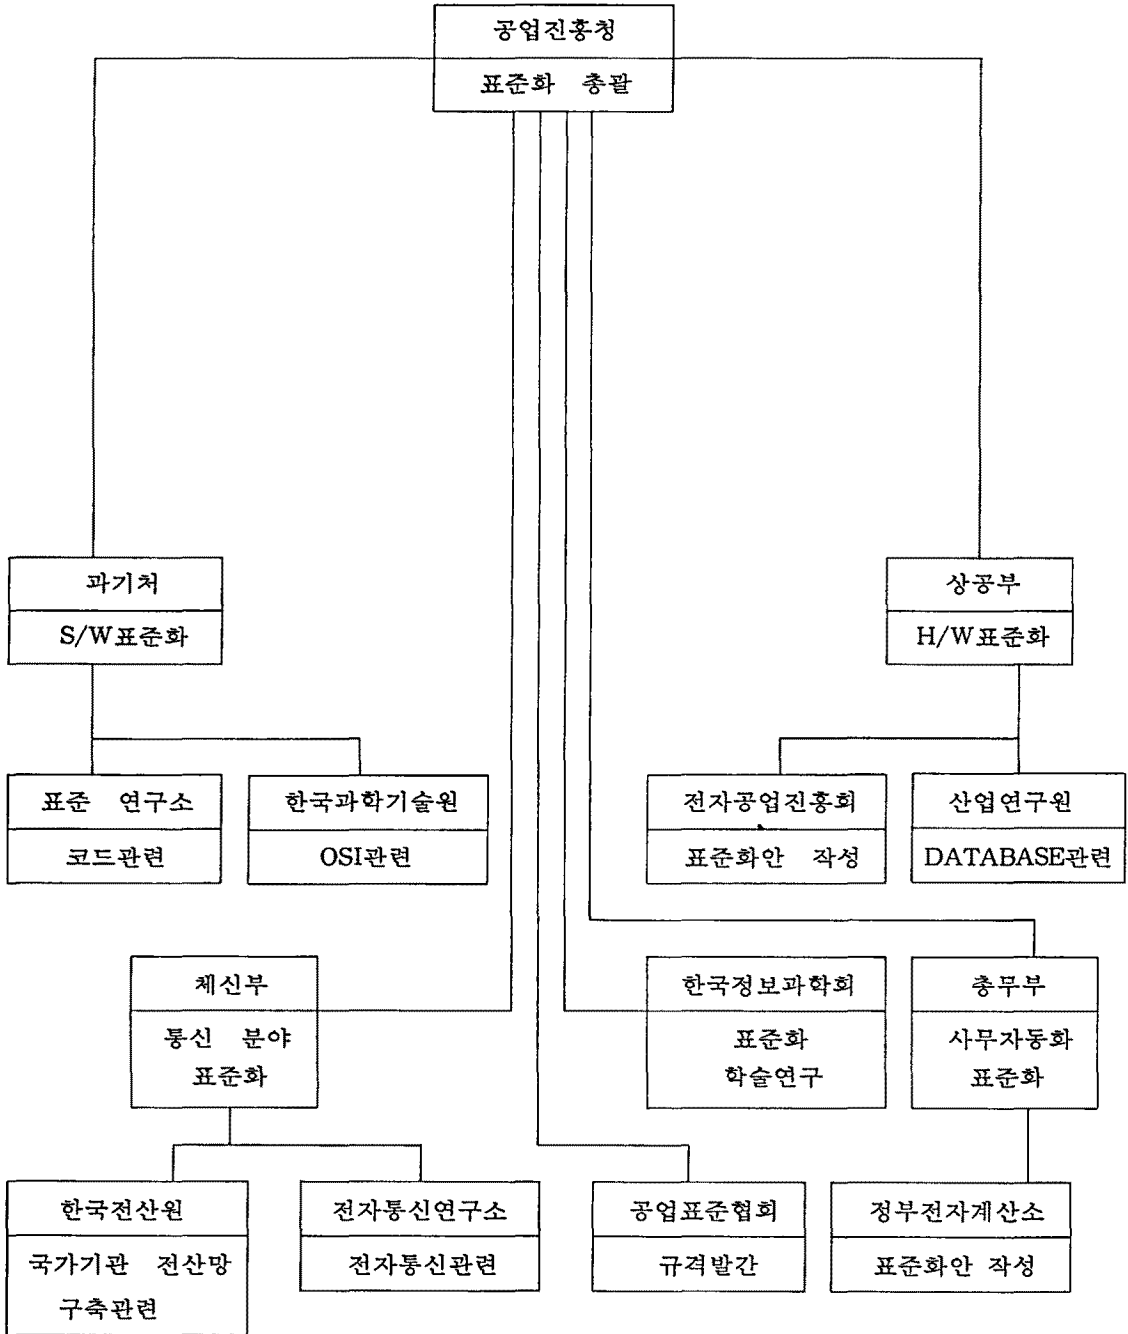 공업진흥청
표준화 총괄
과기처
S/W표준화
상공부
H/W표준화
표준 연구소
코드관련
한국과학기술원
OSI관련
전자공업진흥회
표준화안 작성
산업연구원
DATABASE관련
체신부
통신 분야
표준화
한국정보과학회
표준화
학술연구
총무부
사무자동화
표준화
한국전산원
국가기관 전산망
구축관련
전자통신연구소
전자통신관련
공업표준협회
규격발간
정부전자계산소
표준화안 작성